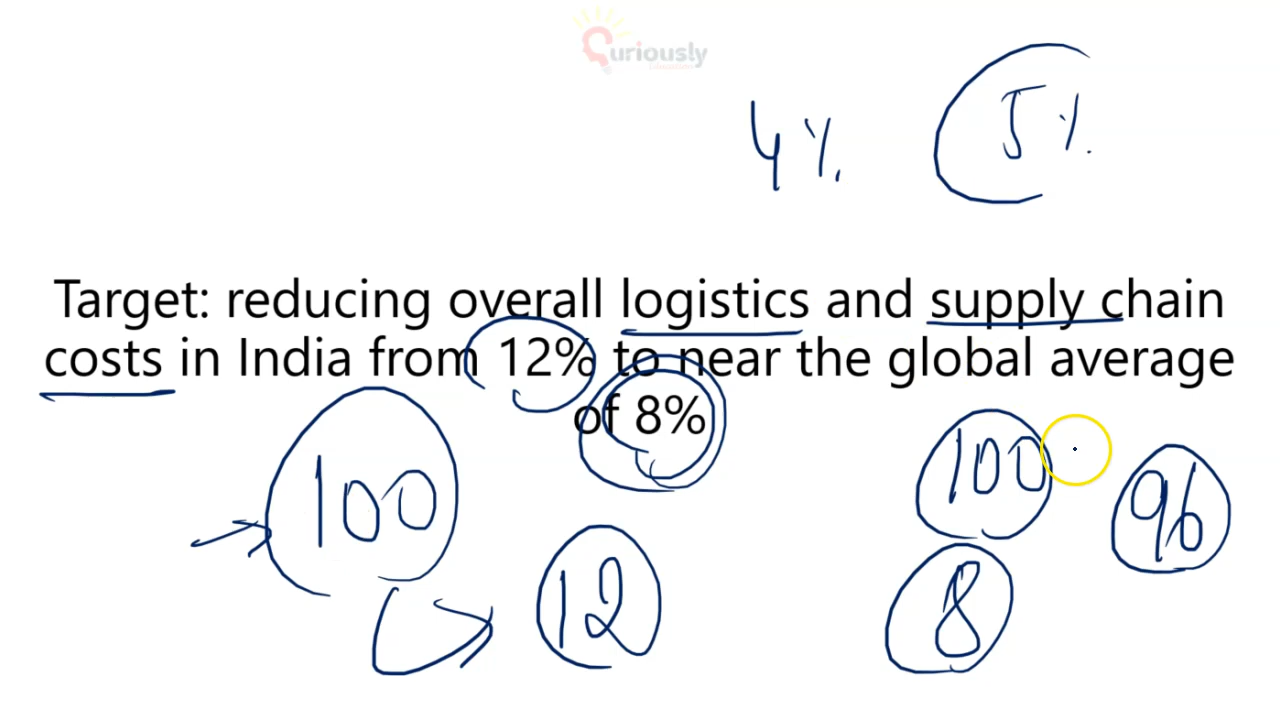 Curiously
4%.
5%.
Target: reducing overall logistics and supply chain
costs in India from 12% to near the global average
of 8%
100
100
96
12
8